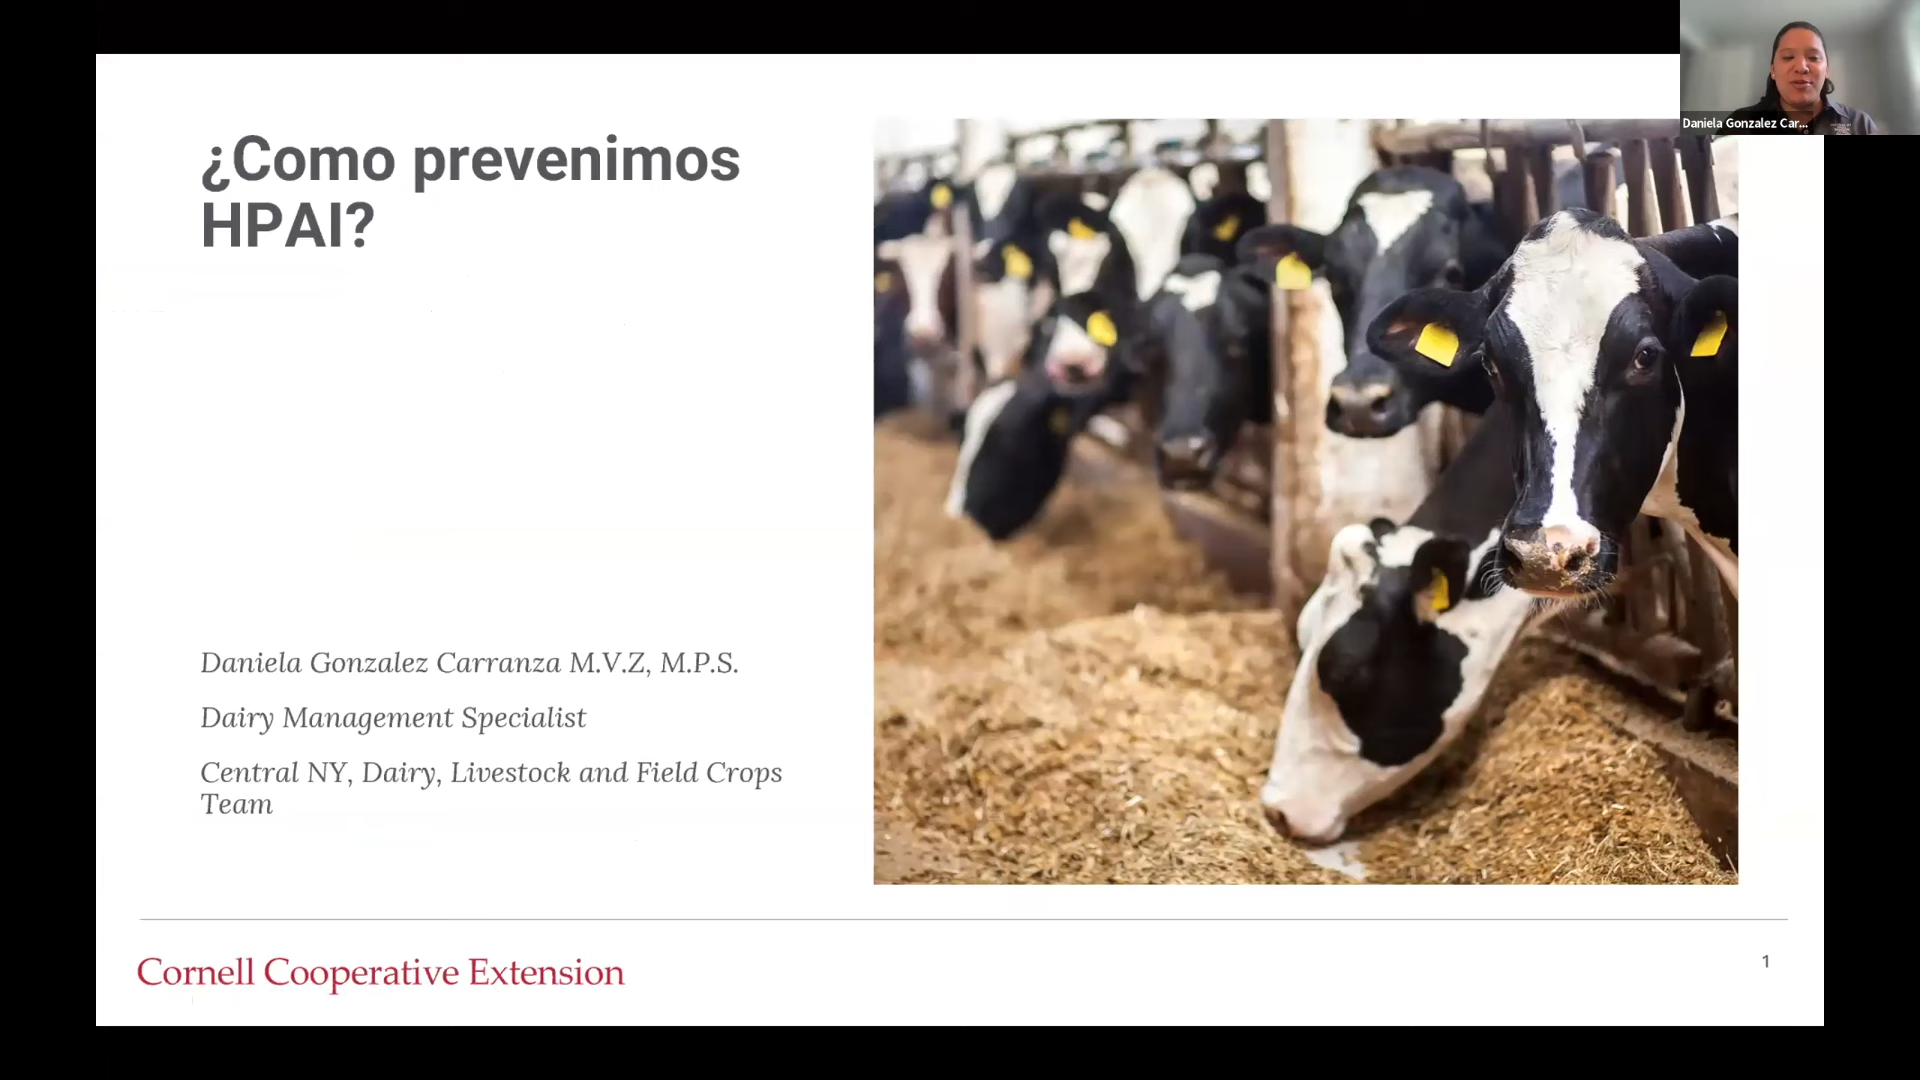 Daniela Gonzalez Car...
¿Como prevenimos
HPAI?
Daniela Gonzalez Carranza M.V.Z, M.P.S.
Dairy Management Specialist
Central NY, Dairy, Livestock and Field Crops
Team
Cornell Cooperative Extension
1